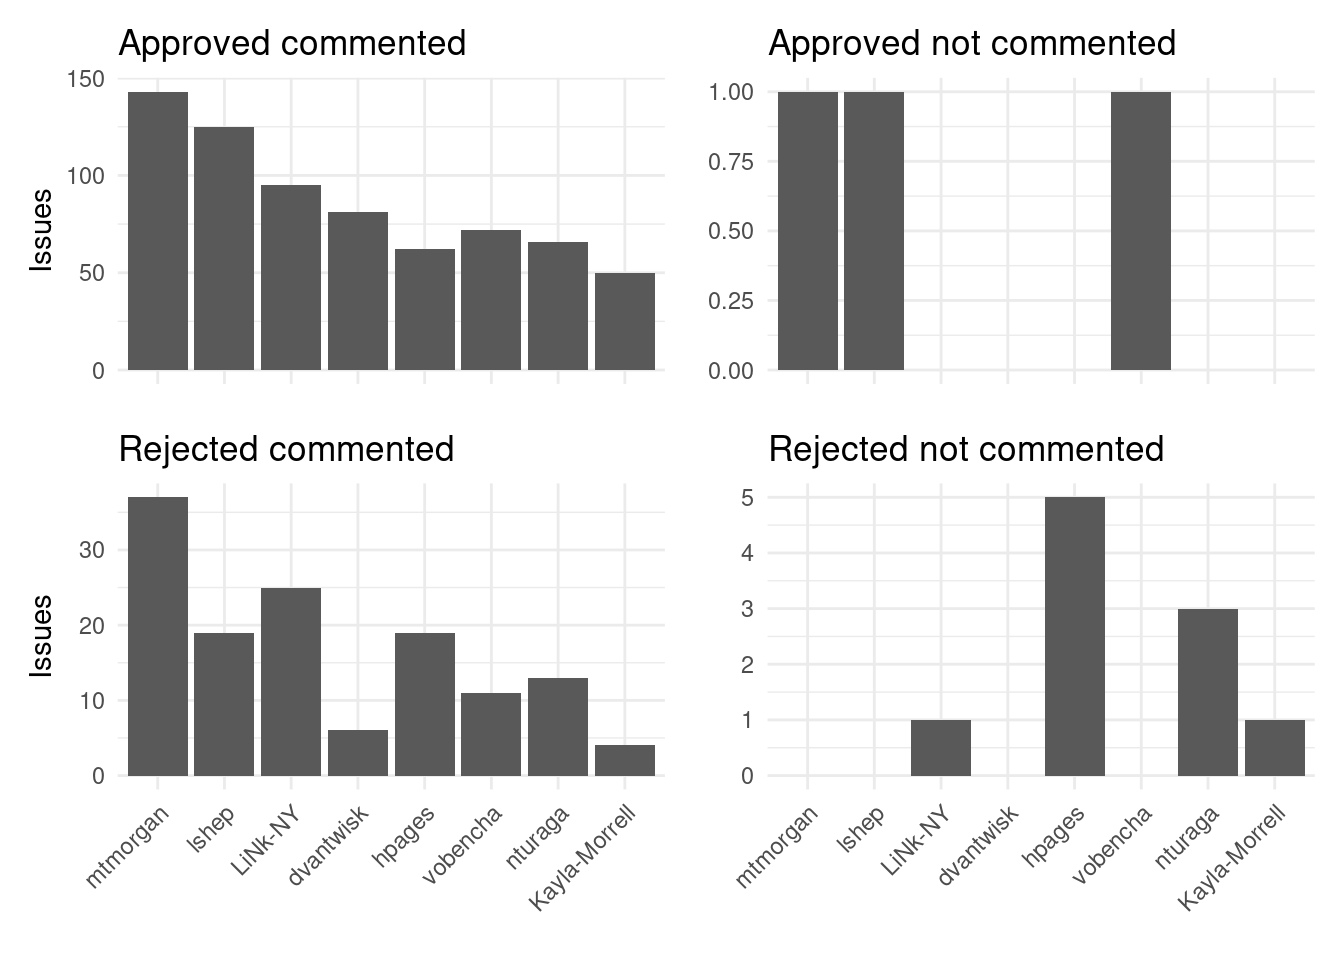 Approved commented
150
100
50
0
Issues
Approved not commented
1.00
0.75
0.50
0.25
0.00
Rejected commented
30
20
10
0
Issues
mtmorgan
lshep
LiNk-NY
dvantwisk
hpages
vobencha
nturaga
Kayla-Morrell
Rejected not commented
5
4
3
2
1
0
mtmorgan
lshep
LiNk-NY
dvantwisk
hpages
vobencha
nturaga
Kayla-Morrell